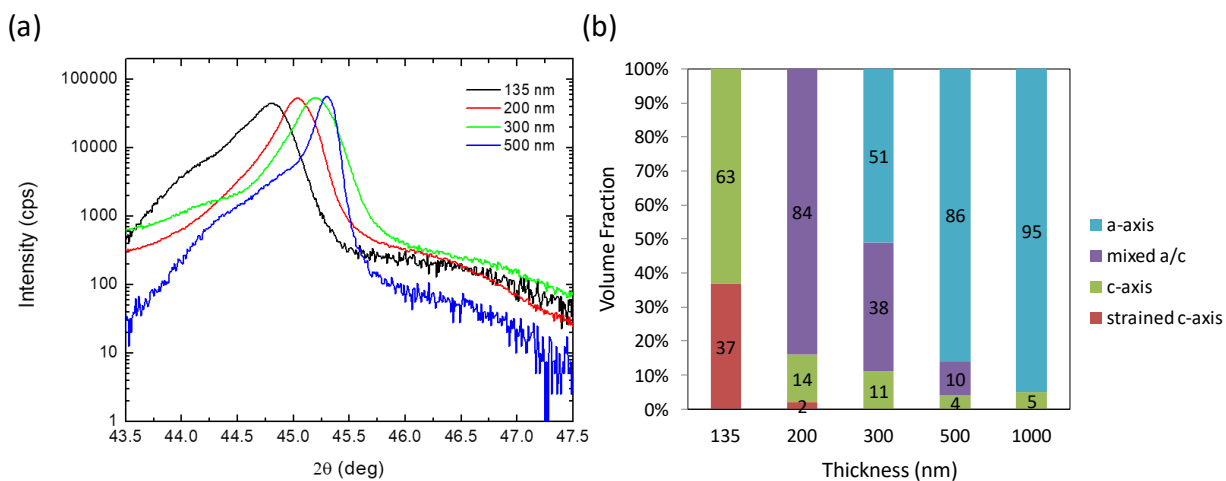 (a)
(b)
100000
10000
1000
100
10
1
Intensity (cps)
43.5 44.0 44.5 45.0 45.5 46.0 46.5 47.0 47.5
2θ (deg)
135 nm
200 nm
300 nm
500 nm
100%
90%
80%
70%
60%
50%
40%
30%
20%
10%
0%
Volume Fraction
63
37
84
14
2
51
38
11
86
10
4
95
5
135 200 300 500 1000
Thickness (nm)
a-axis
mixed a/c
c-axis
strained c-axis